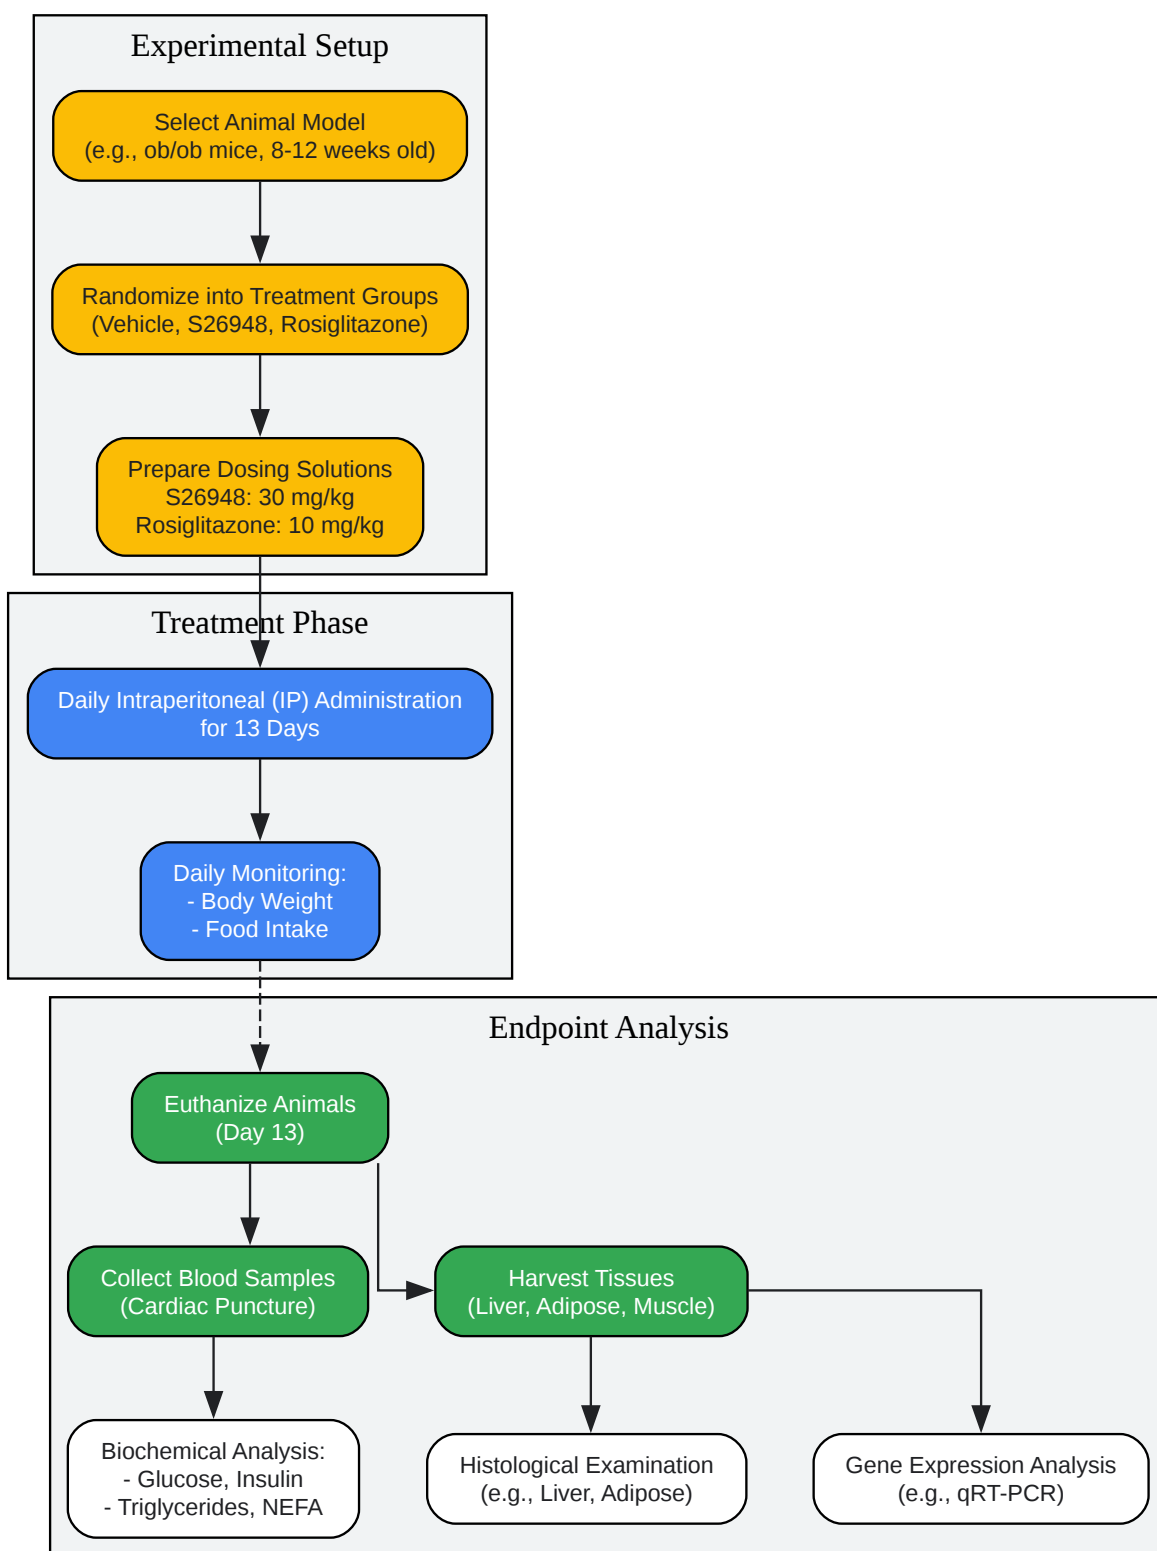 Experimental Setup
Select Animal Model
(e.g., ob/ob mice, 8-12 weeks old)
Randomize into Treatment Groups
(Vehicle, S26948, Rosiglitazone)
Prepare Dosing Solutions
S26948: 30 mg/kg
Rosiglitazone: 10 mg/kg
Treatment Phase
Daily Intraperitoneal (IP) Administration
for 13 Days
Daily Monitoring:
- Body Weight
- Food Intake
Endpoint Analysis
Euthanize Animals
(Day 13)
Collect Blood Samples
(Cardiac Puncture)
Harvest Tissues
(Liver, Adipose, Muscle)
Biochemical Analysis:
- Glucose, Insulin
- Triglycerides, NEFA
Histological Examination
(e.g., Liver, Adipose)
Gene Expression Analysis
(e.g., qRT-PCR)